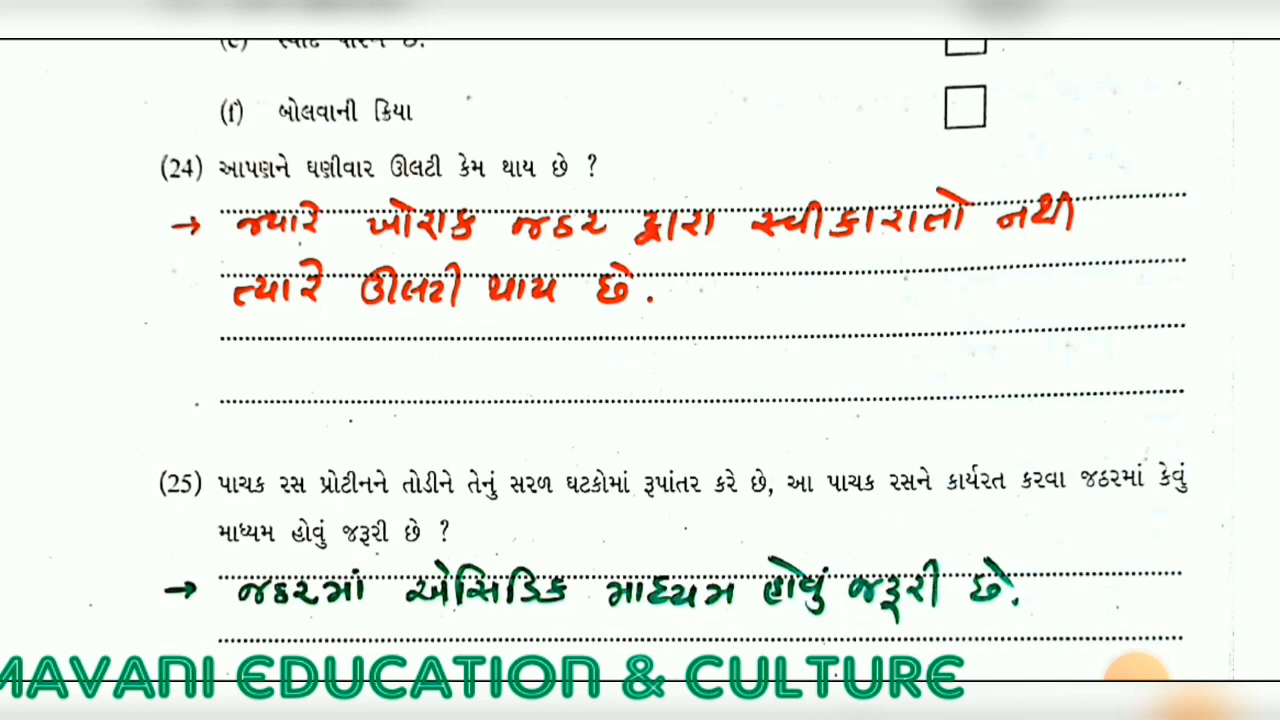 (f) બોલવાની ક્રિયા
(24) આપણને ઘણીવાર ઊલટી કેમ થાય છે ?
→ જ્યારે ખોરાક જઠર દ્વારા સ્વીકારાતો નથી
ત્યારે ઊલટી થાય છે.
(25) પાચક રસ પ્રોટીનને તોડીને તેનું સરળ ઘટકોમાં રૂપાંતર કરે છે, આ પાચક રસને કાર્યરત કરવા જઠરમાં કેવું
માધ્યમ હોવું જરૂરી છે ?
→ જઠરમાં એસિડિક માધ્યમ હોવું જરૂરી છે.
MAVANI EDUCATION & CULTURE